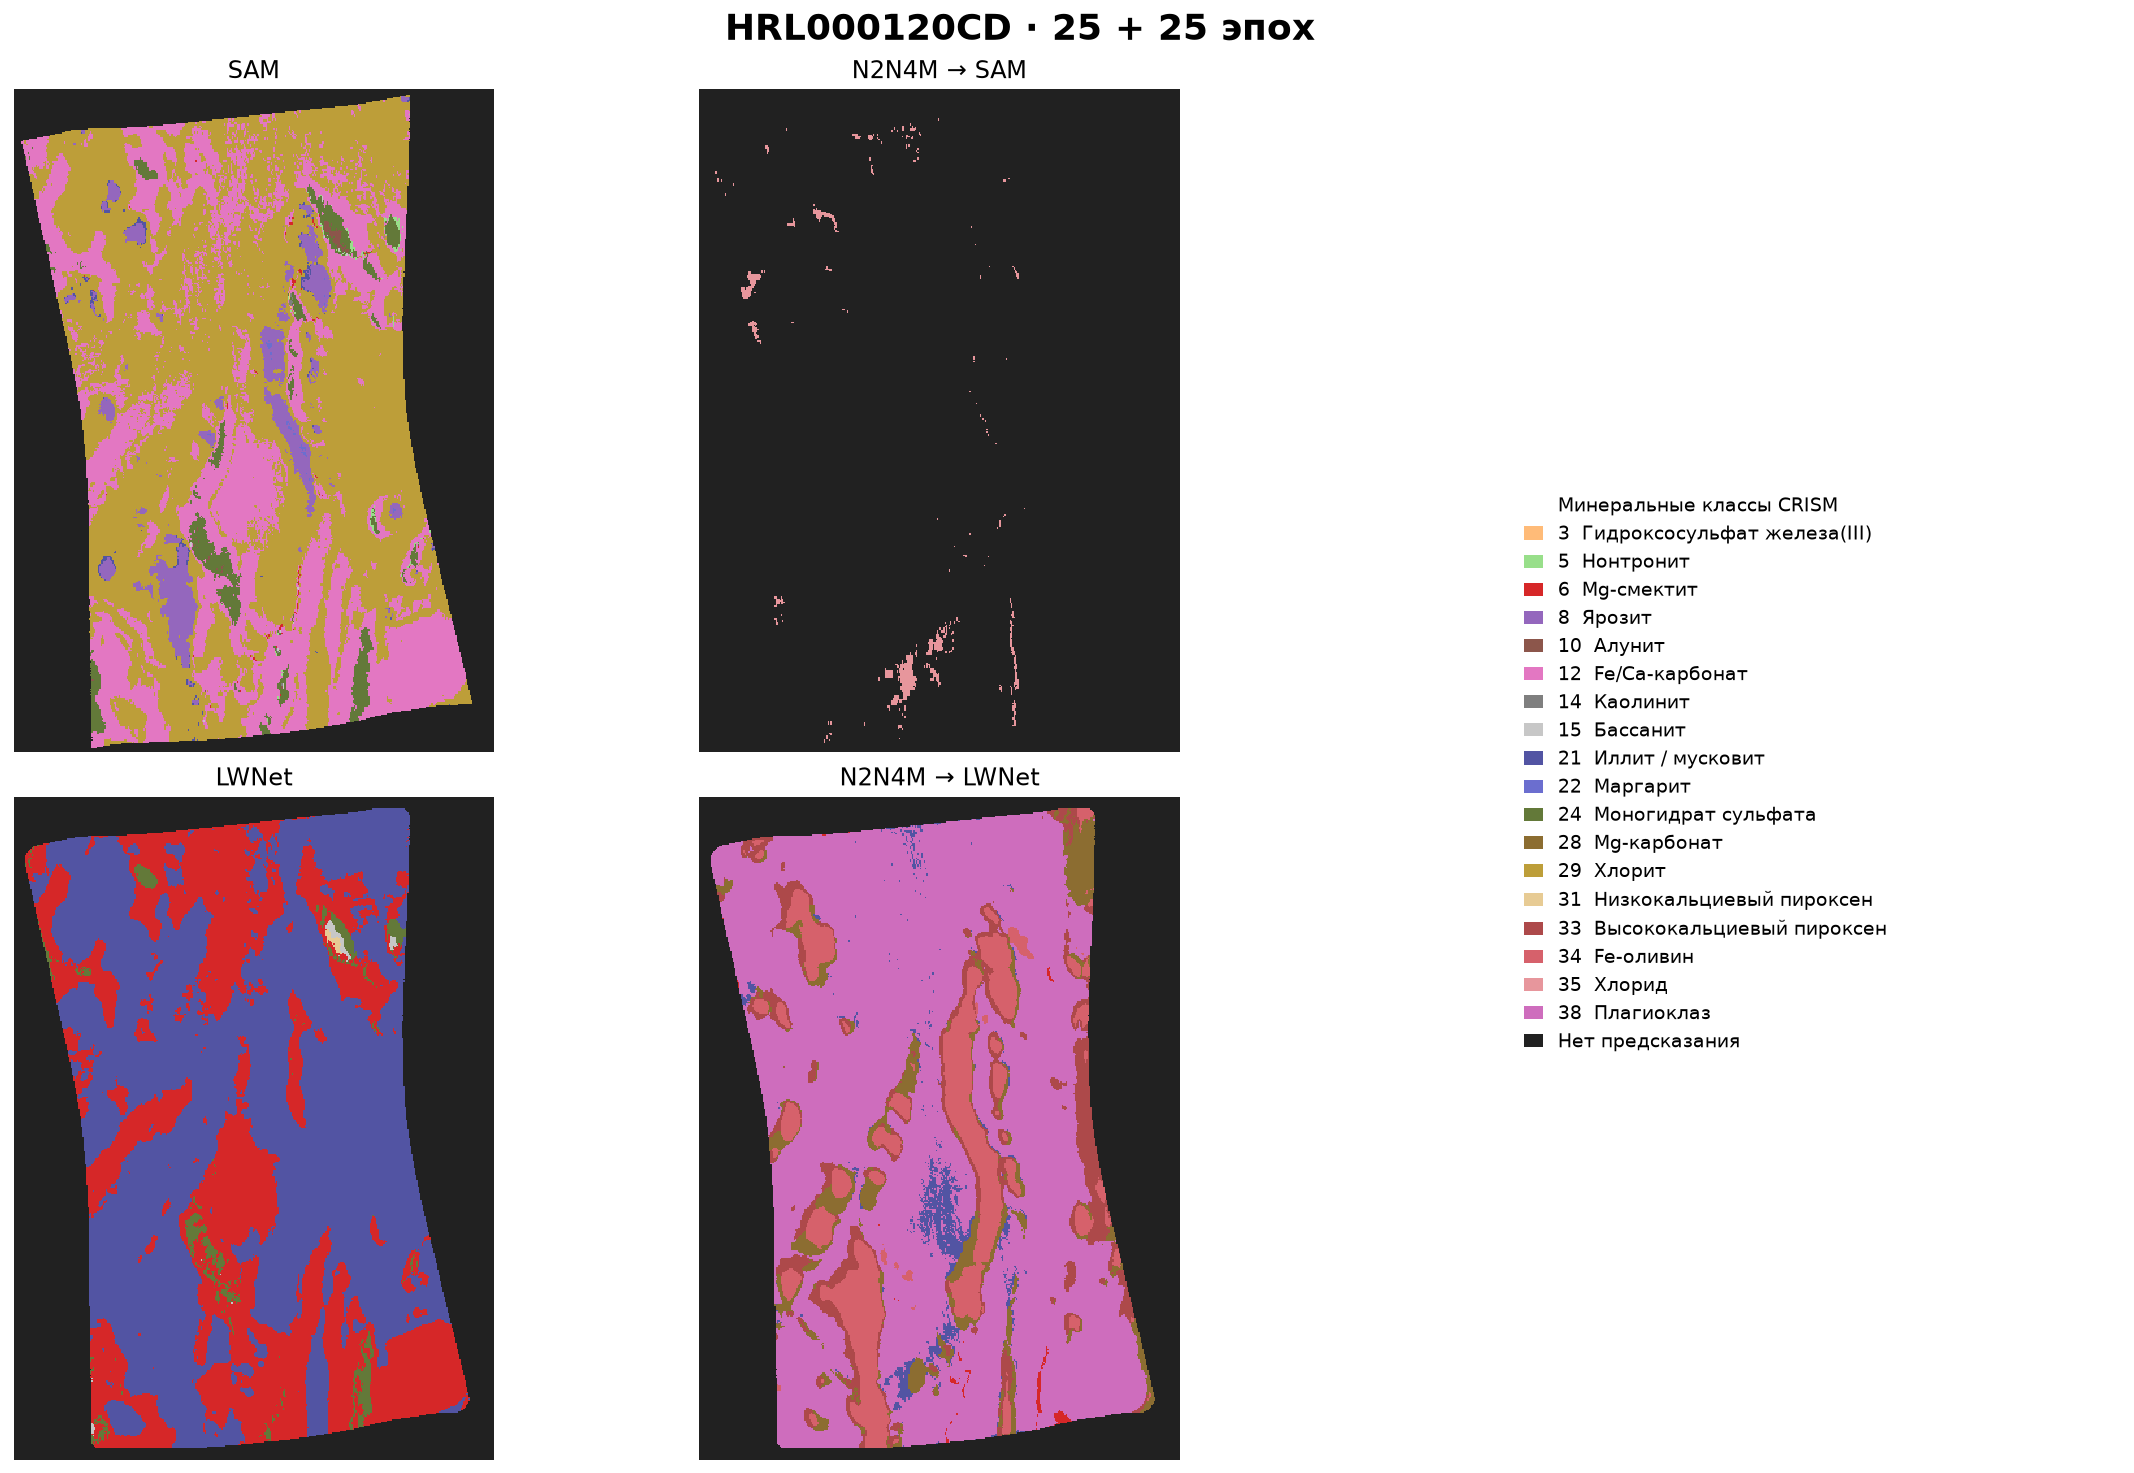 HRL000120CD · 25 + 25 эпох
SAM
N2N4M → SAM
LWNet
N2N4M → LWNet
Минеральные классы CRISM
3 Гидроксосульфат железа(III)
5 Нонтронит
6 Mg-смектит
8 Ярозит
10 Алунит
12 Fe/Ca-карбонат
14 Каолинит
15 Бассанит
21 Иллит / мусковит
22 Маргарит
24 Моногидрат сульфата
28 Mg-карбонат
29 Хлорит
31 Низкокальциевый пироксен
33 Высококальциевый пироксен
34 Fe-оливин
35 Хлорид
38 Плагиоклаз
Нет предсказания